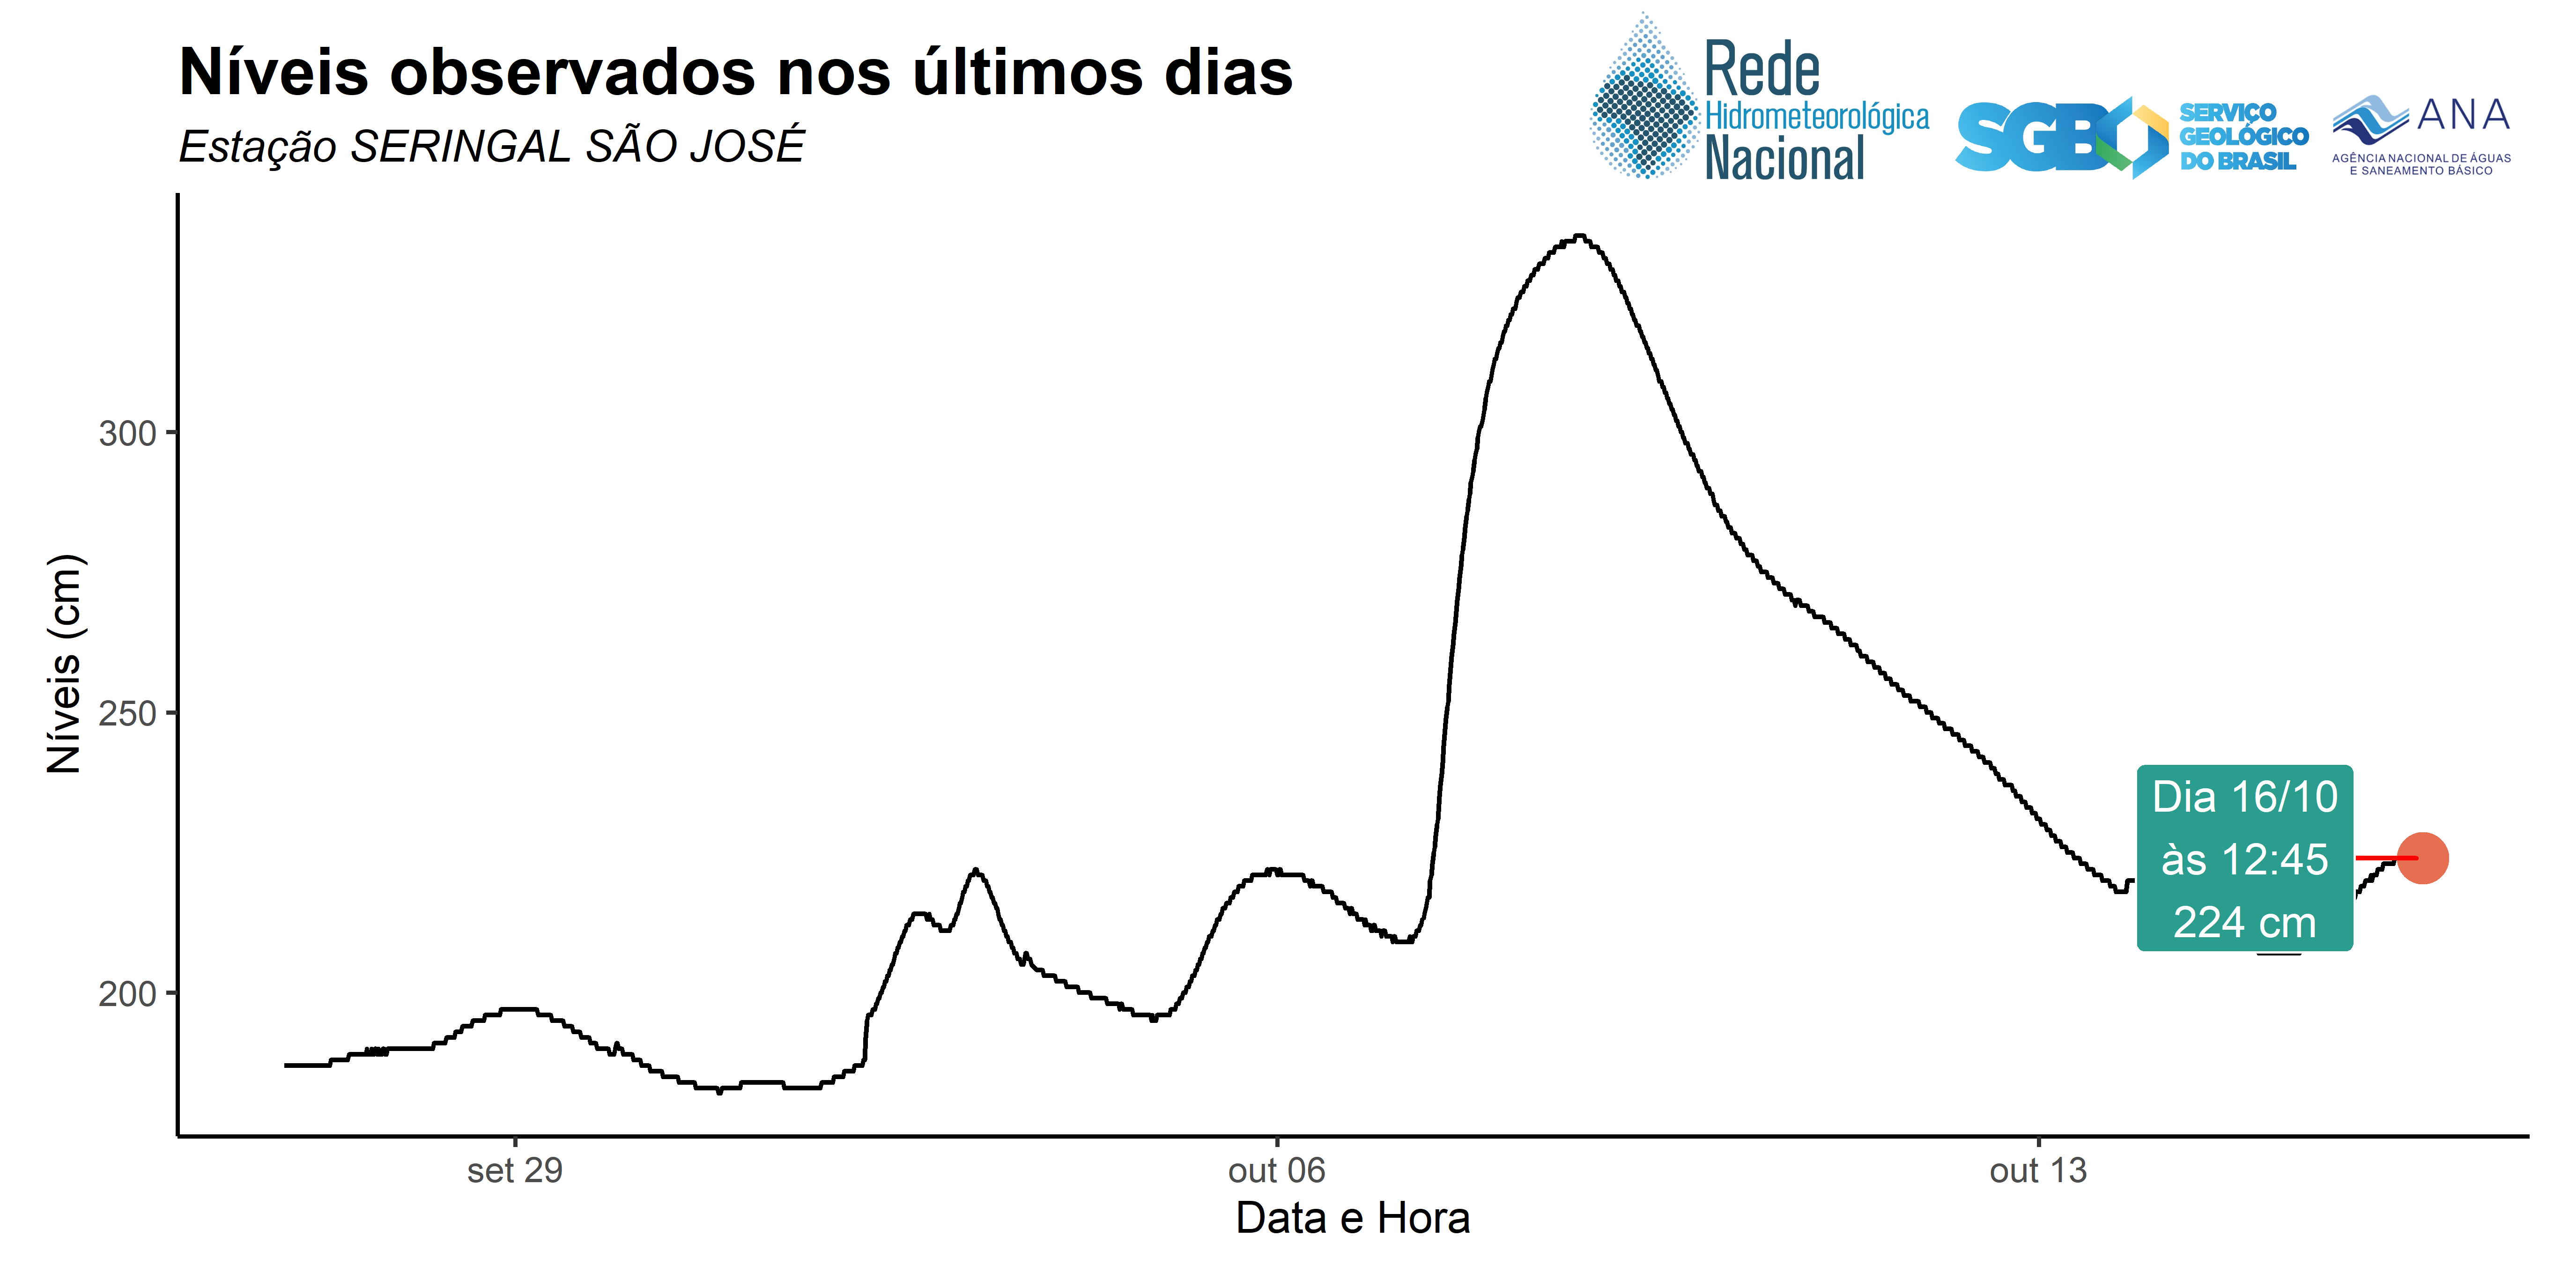 Níveis observados nos últimos dias
Estação SERINGAL SÃO JOSÉ
Rede
Hidrometeorológica
Nacional
SGB
SERVIÇO
GEOLÓGICO
DO BRASIL
ANA
AGÊNCIA NACIONAL DE ÁGUAS
E SANEAMENTO BÁSICO
Níveis (cm)
300
250
200
Dia 16/10
às 12:45
224 cm
set 29
out 06
out 13
Data e Hora